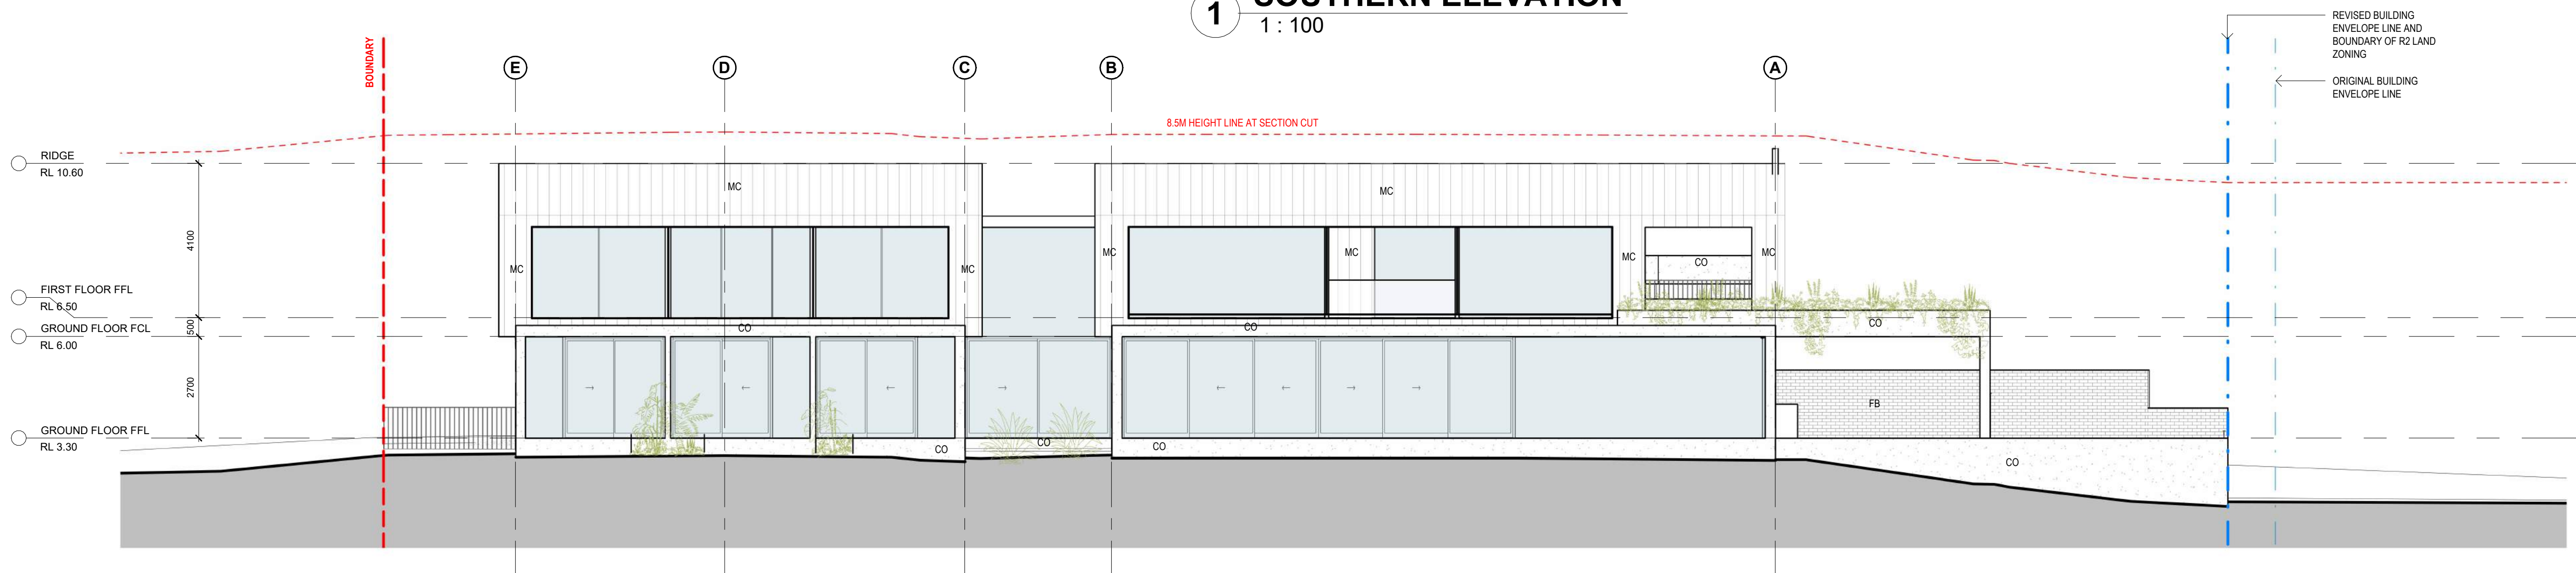 1 SOUTHERN ELEVATION
1 : 100
REVISED BUILDING
ENVELOPE LINE AND
BOUNDARY OF R2 LAND
ZONING
ORIGINAL BUILDING
ENVELOPE LINE
BOUNDARY
E
D
C
B
A
8.5M HEIGHT LINE AT SECTION CUT
RIDGE
RL 10.60
4100
FIRST FLOOR FFL
RL 6.50
500
GROUND FLOOR FCL
RL 6.00
2700
GROUND FLOOR FFL
RL 3.30
MC
MC
MC
MC
MC
MC
MC
MC
CO
CO
CO
CO
FB
CO
CO
CO
CO